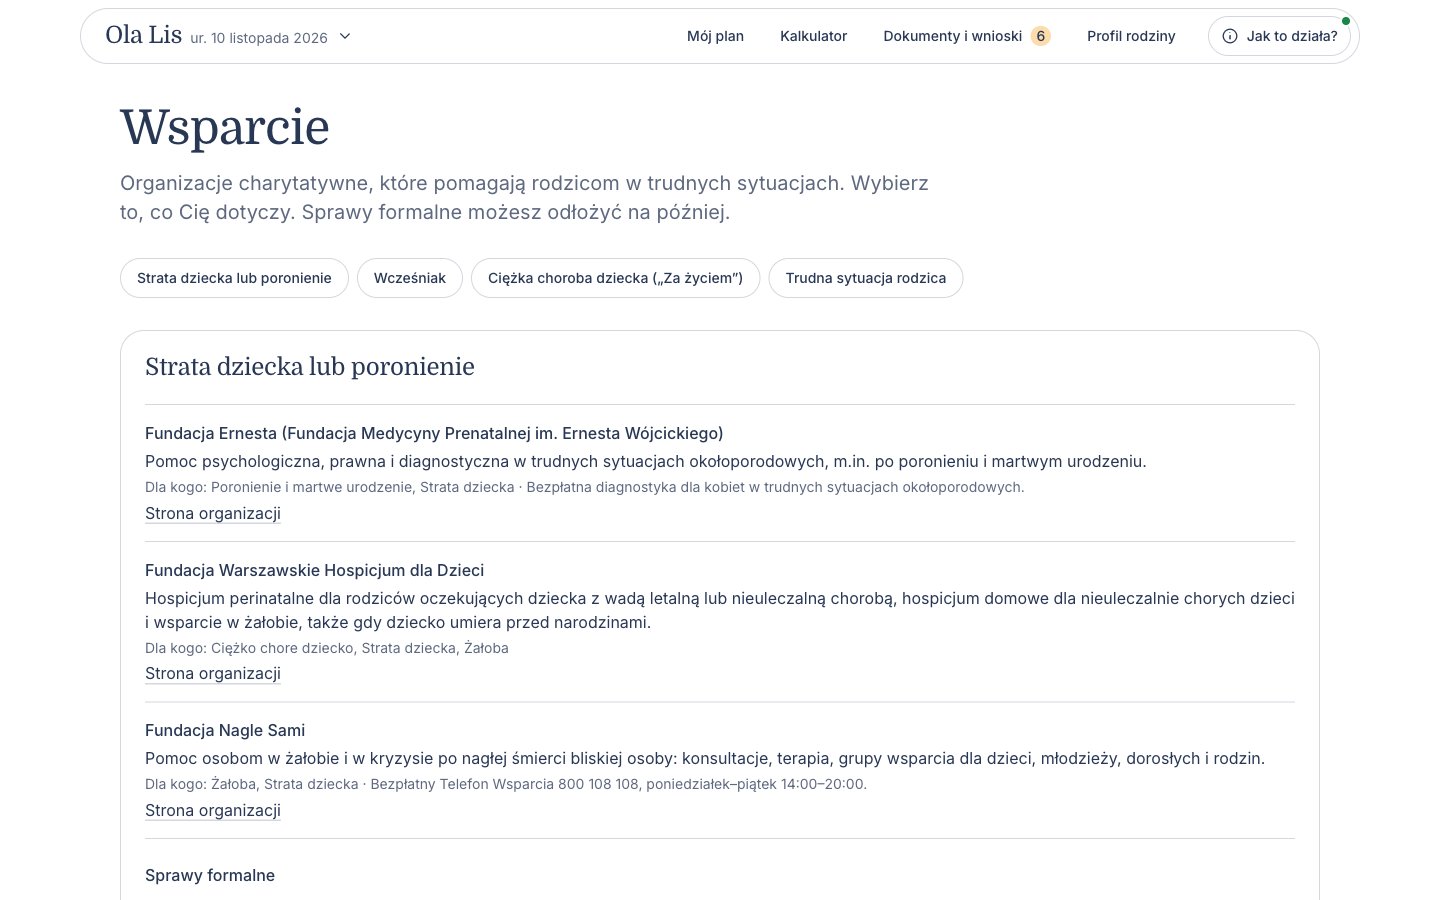 Ola Lis ur. 10 listopada 2026
Mój plan
Kalkulator
Dokumenty i wnioski 6
Profil rodziny
Jak to działa?
Wsparcie
Organizacje charytatywne, które pomagają rodzicom w trudnych sytuacjach. Wybierz
to, co Cię dotyczy. Sprawy formalne możesz odłożyć na później.
Strata dziecka lub poronienie
Wcześniak
Ciężka choroba dziecka („Za życiem”)
Trudna sytuacja rodzica
Strata dziecka lub poronienie
Fundacja Ernesta (Fundacja Medycyny Prenatalnej im. Ernesta Wójcickiego)
Pomoc psychologiczna, prawna i diagnostyczna w trudnych sytuacjach okołoporodowych, m.in. po poronieniu i martwym urodzeniu.
Dla kogo: Poronienie i martwe urodzenie, Strata dziecka · Bezpłatna diagnostyka dla kobiet w trudnych sytuacjach okołoporodowych.
Strona organizacji
Fundacja Warszawskie Hospicjum dla Dzieci
Hospicjum perinatalne dla rodziców oczekujących dziecka z wadą letalną lub nieuleczalną chorobą, hospicjum domowe dla nieuleczalnie chorych dzieci
i wsparcie w żałobie, także gdy dziecko umiera przed narodzinami.
Dla kogo: Ciężko chore dziecko, Strata dziecka, Żałoba
Strona organizacji
Fundacja Nagle Sami
Pomoc osobom w żałobie i w kryzysie po nagłej śmierci bliskiej osoby: konsultacje, terapia, grupy wsparcia dla dzieci, młodzieży, dorosłych i rodzin.
Dla kogo: Żałoba, Strata dziecka · Bezpłatny Telefon Wsparcia 800 108 108, poniedziałek–piątek 14:00–20:00.
Strona organizacji
Sprawy formalne